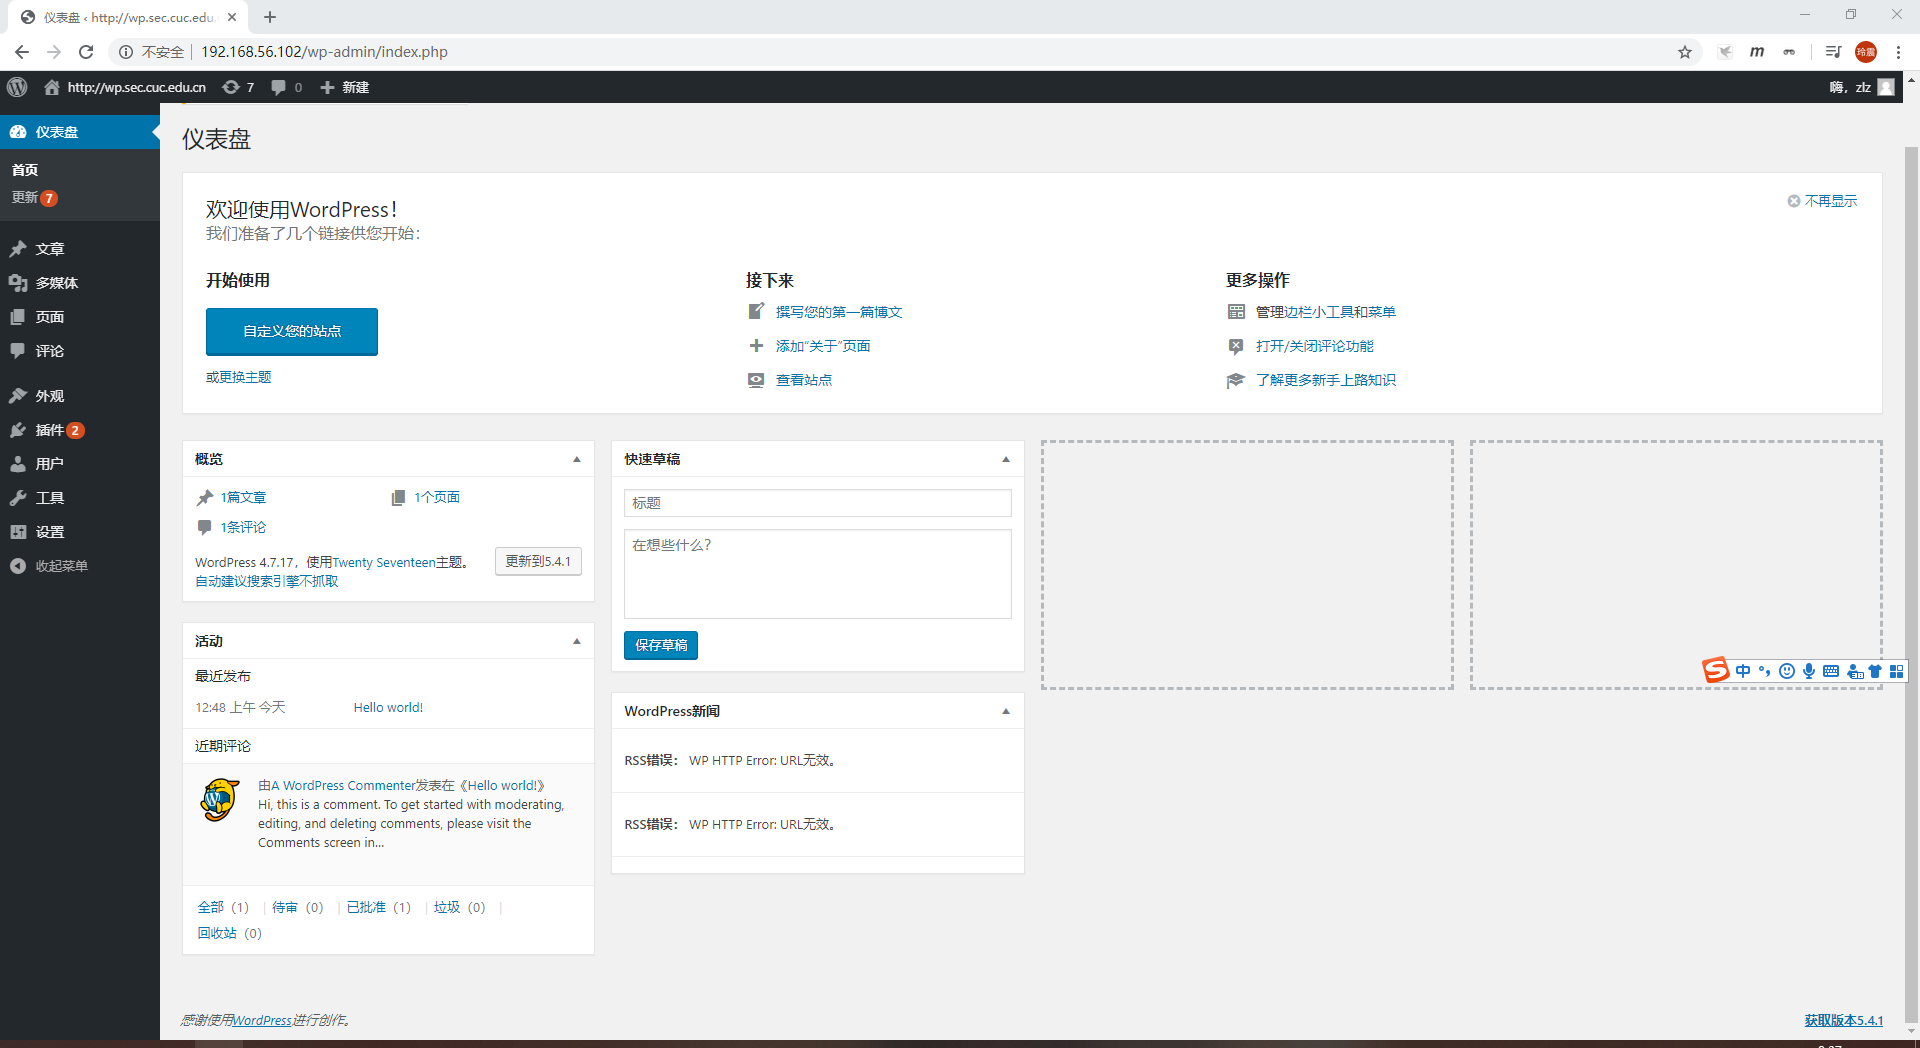 仪表盘 ‹ http://wp.sec.cuc.edu.
不安全 192.168.56.102/wp-admin/index.php
玲震
http://wp.sec.cuc.edu.cn 7 0 新建 嗨，zlz
仪表盘
首页
更新 7
文章
多媒体
页面
评论
外观
插件 2
用户
工具
设置
收起菜单
仪表盘
欢迎使用WordPress！
不再显示
我们准备了几个链接供您开始：
开始使用
自定义您的站点
或更换主题
接下来
撰写您的第一篇博文
添加“关于”页面
查看站点
更多操作
管理边栏小工具和菜单
打开/关闭评论功能
了解更多新手上路知识
概览
1篇文章 1个页面
1条评论
WordPress 4.7.17，使用Twenty Seventeen主题。 更新到5.4.1
自动建议搜索引擎不抓取
活动
最近发布
12:48 上午 今天 Hello world!
近期评论
由A WordPress Commenter发表在《Hello world!》
Hi, this is a comment. To get started with moderating,
editing, and deleting comments, please visit the
Comments screen in...
全部（1） | 待审（0） | 已批准（1） | 垃圾（0） |
回收站（0）
快速草稿
标题
在想些什么？
保存草稿
WordPress新闻
RSS错误： WP HTTP Error: URL无效。
RSS错误： WP HTTP Error: URL无效。
中
感谢使用WordPress进行创作。
获取版本5.4.1